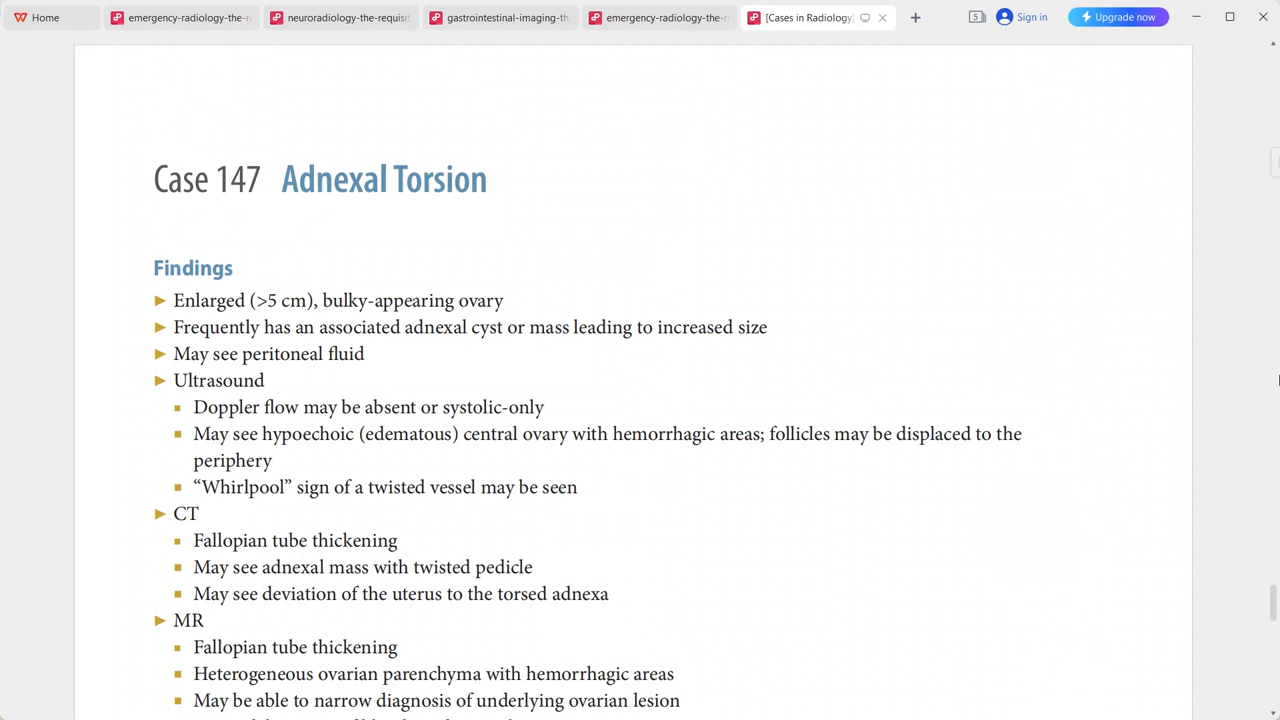 Home
emergency-radiology-the-r
neuroradiology-the-requisit
gastrointestinal-imaging-th
emergency-radiology-the-r
[Cases in Radiology]
5
Sign in
Upgrade now
Case 147 Adnexal Torsion
Findings
► Enlarged (>5 cm), bulky-appearing ovary
► Frequently has an associated adnexal cyst or mass leading to increased size
► May see peritoneal fluid
► Ultrasound
■ Doppler flow may be absent or systolic-only
■ May see hypoechoic (edematous) central ovary with hemorrhagic areas; follicles may be displaced to the
periphery
■ “Whirlpool” sign of a twisted vessel may be seen
► CT
■ Fallopian tube thickening
■ May see adnexal mass with twisted pedicle
■ May see deviation of the uterus to the torsed adnexa
► MR
■ Fallopian tube thickening
■ Heterogeneous ovarian parenchyma with hemorrhagic areas
■ May be able to narrow diagnosis of underlying ovarian lesion